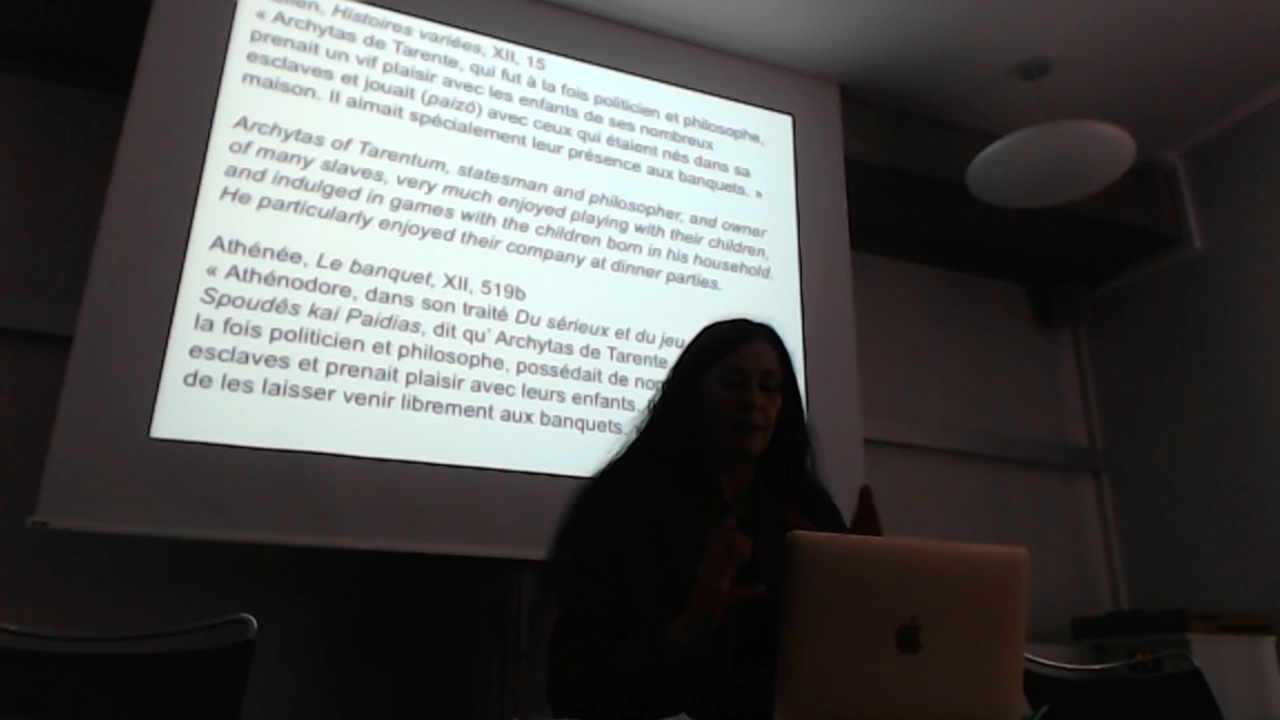 Histoires variées, XII, 15
« Archytas de Tarente, qui fut à la fois politicien et philosophe,
prenait un vif plaisir avec les enfants de ses nombreux
esclaves et jouait (paizô) avec ceux qui étaient nés dans sa
maison. Il aimait spécialement leur présence aux banquets. »
Archytas of Tarentum, statesman and philosopher, and owner
of many slaves, very much enjoyed playing with their children,
and indulged in games with the children born in his household.
He particularly enjoyed their company at dinner parties.
Athénée, Le banquet, XII, 519b
« Athénodore, dans son traité Du sérieux et du jeu
Spoudês kai Paidias, dit qu' Archytas de Tarente
la fois politicien et philosophe, possédait de
esclaves et prenait plaisir avec leurs enfants
de les laisser venir librement aux banquets